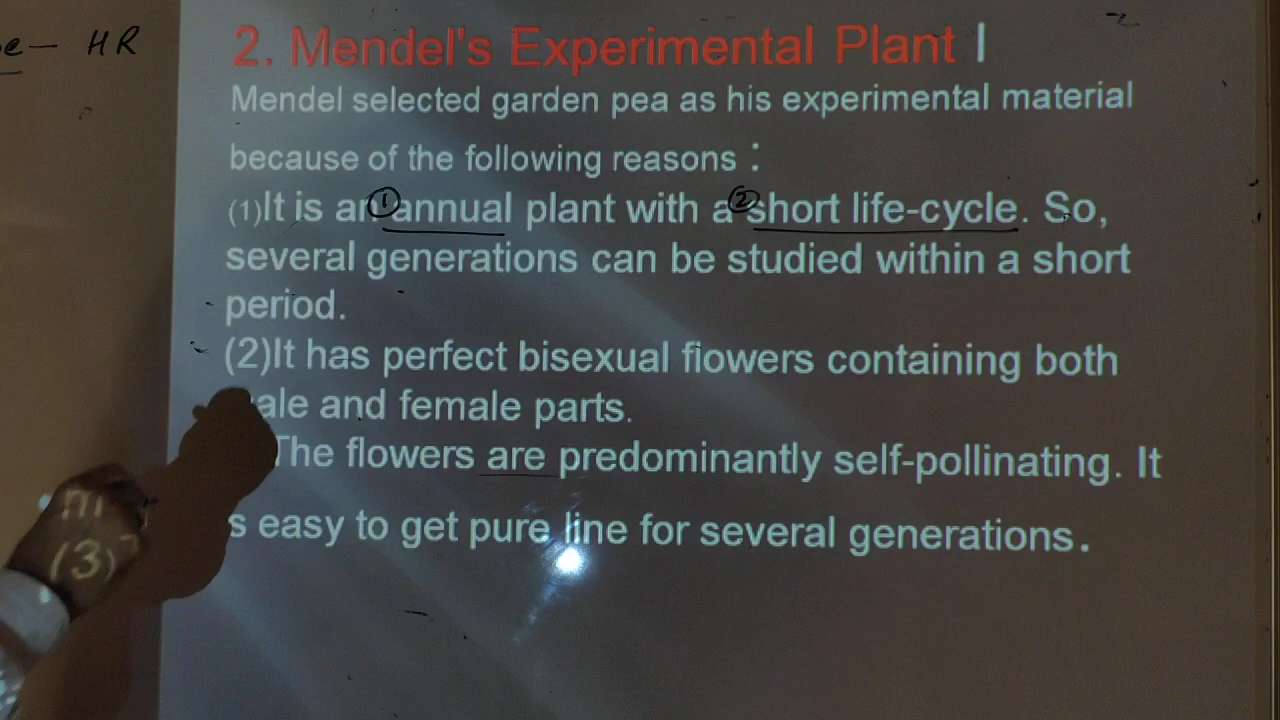 e— HR
2. Mendel's Experimental Plant
Mendel selected garden pea as his experimental material
because of the following reasons :
(1)It is an ① annual plant with a ② short life-cycle. So,
several generations can be studied within a short
period.
(2)It has perfect bisexual flowers containing both
ale and female parts.
(3) The flowers are predominantly self-pollinating. It
s easy to get pure line for several generations.